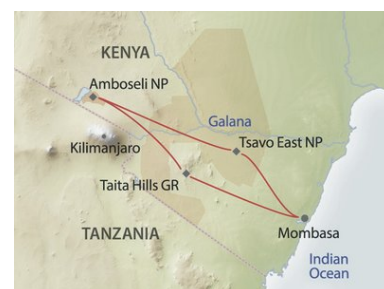 KENYA
Amboseli NP
Galana
Tsavo East NP
Kilimanjaro
Taita Hills GR
TANZANIA
Mombasa
Indian
Ocean